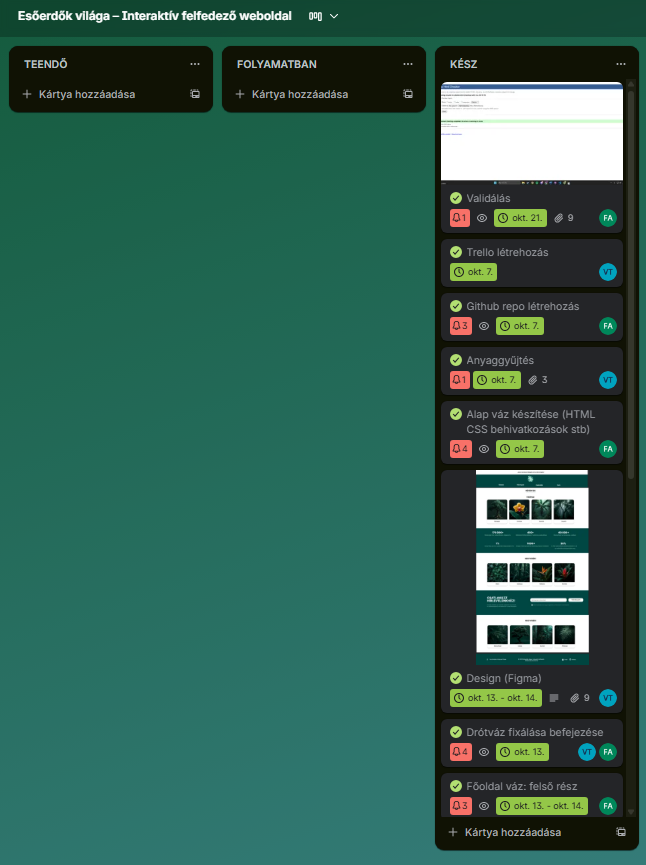 Esőerdők világa – Interaktív felfedező weboldal
TEENDŐ
Kártya hozzáadása
FOLYAMATBAN
Kártya hozzáadása
KÉSZ
Validálás
1
okt. 21.
9
FA
Trello létrehozás
okt. 7.
VT
Github repo létrehozás
3
okt. 7.
FA
Anyaggyűjtés
1
okt. 7.
3
VT
Alap váz készítése (HTML
CSS behivatkozások stb)
4
okt. 7.
FA
Design (Figma)
okt. 13. - okt. 14.
9
VT
Drótváz fixálása befejezése
4
okt. 13.
VT
FA
Főoldal váz: felső rész
3
okt. 13. - okt. 14.
FA
Kártya hozzáadása